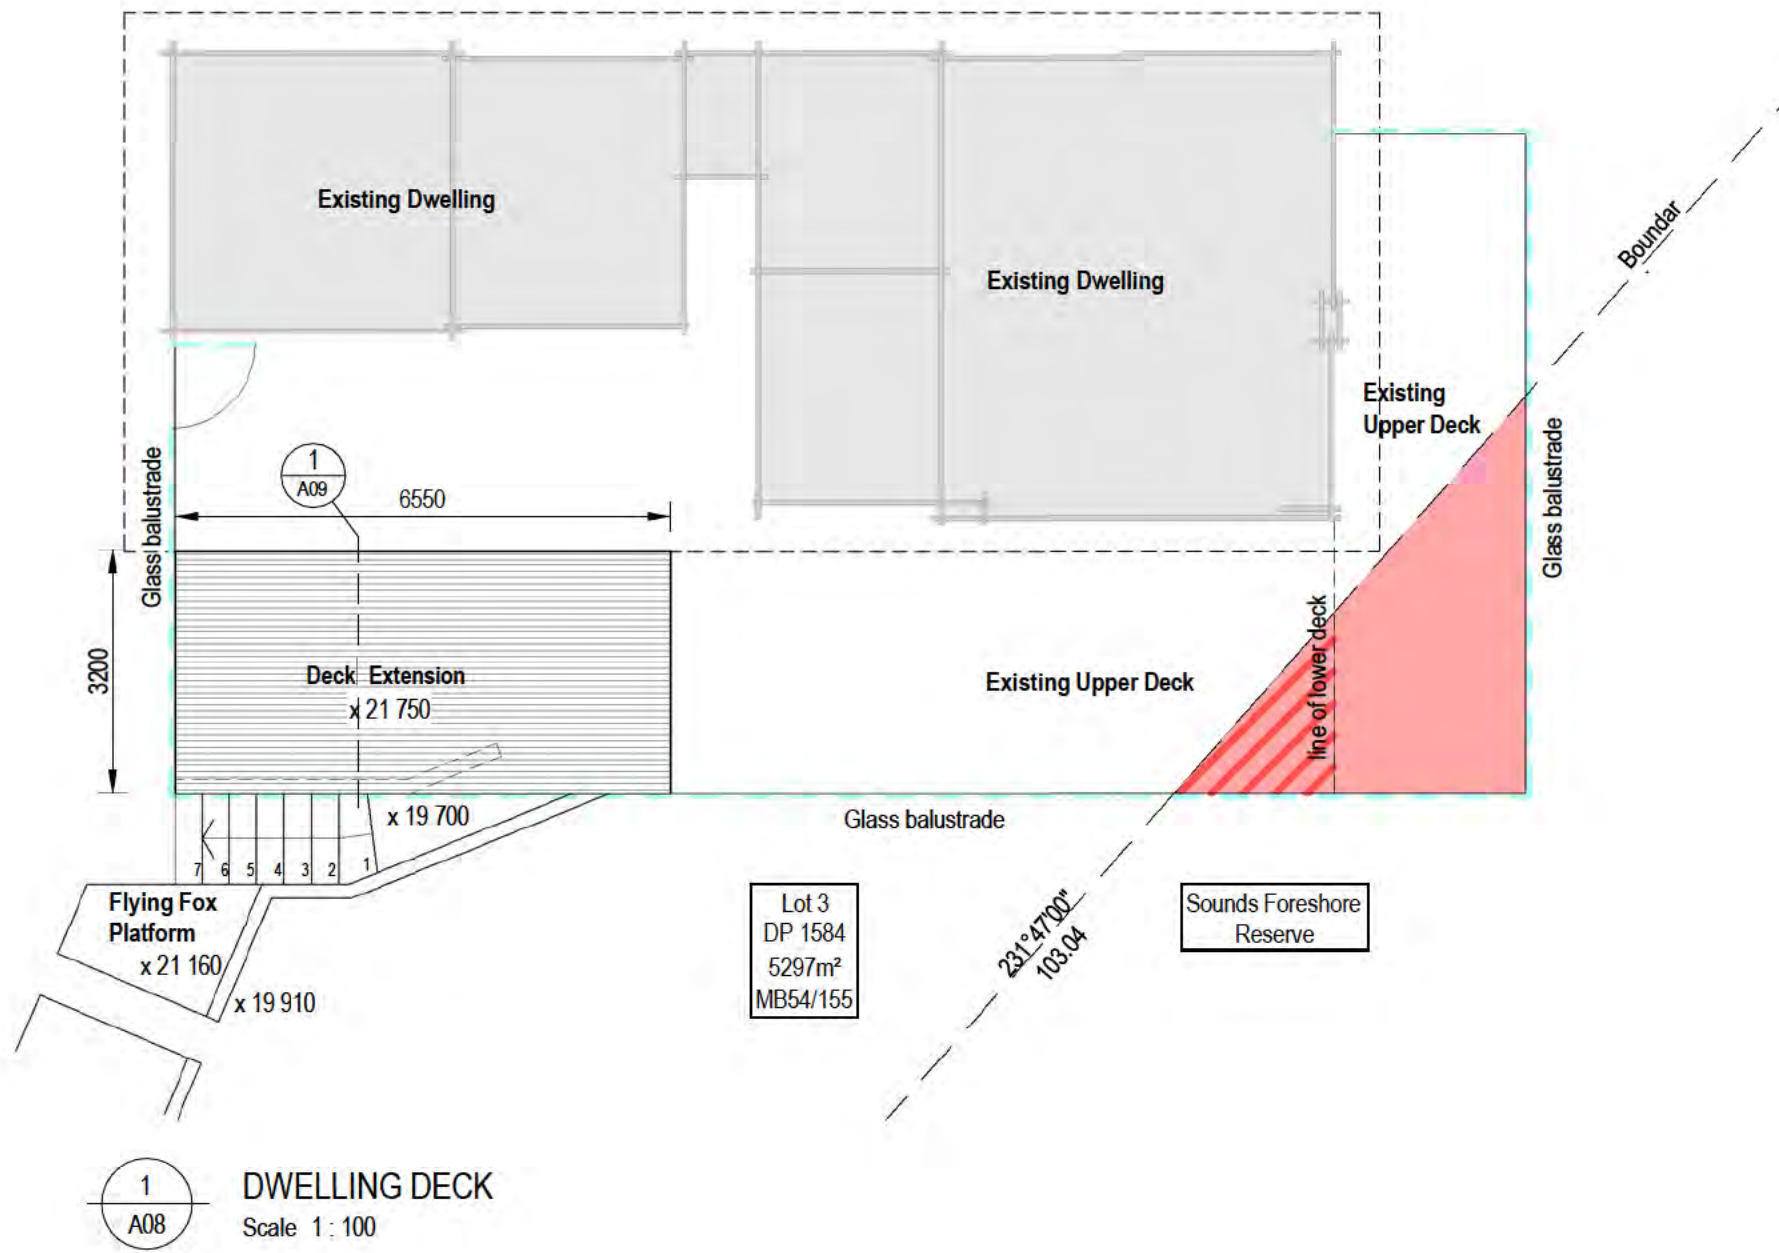 Existing Dwelling
Existing Dwelling
Boundar
Existing
Upper Deck
Glass balustrade
Glass balustrade
1
A09
6550
3200
Deck Extension
x 21 750
Existing Upper Deck
line of lower deck
x 19 700
Glass balustrade
7 6 5 4 3 2 1
Flying Fox
Platform
x 21 160
x 19 910
Lot 3
DP 1584
5297m²
MB54/155
231°47'00"
103.04
Sounds Foreshore
Reserve
1
A08
DWELLING DECK
Scale 1 : 100